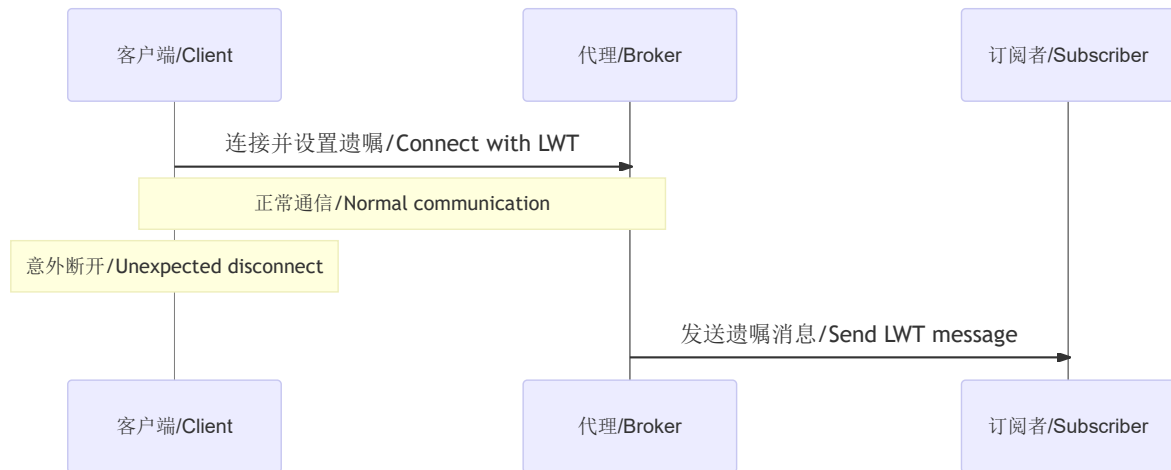 客户端/Client
代理/Broker
订阅者/Subscriber
连接并设置遗嘱/Connect with LWT
正常通信/Normal communication
意外断开/Unexpected disconnect
发送遗嘱消息/Send LWT message
客户端/Client
代理/Broker
订阅者/Subscriber